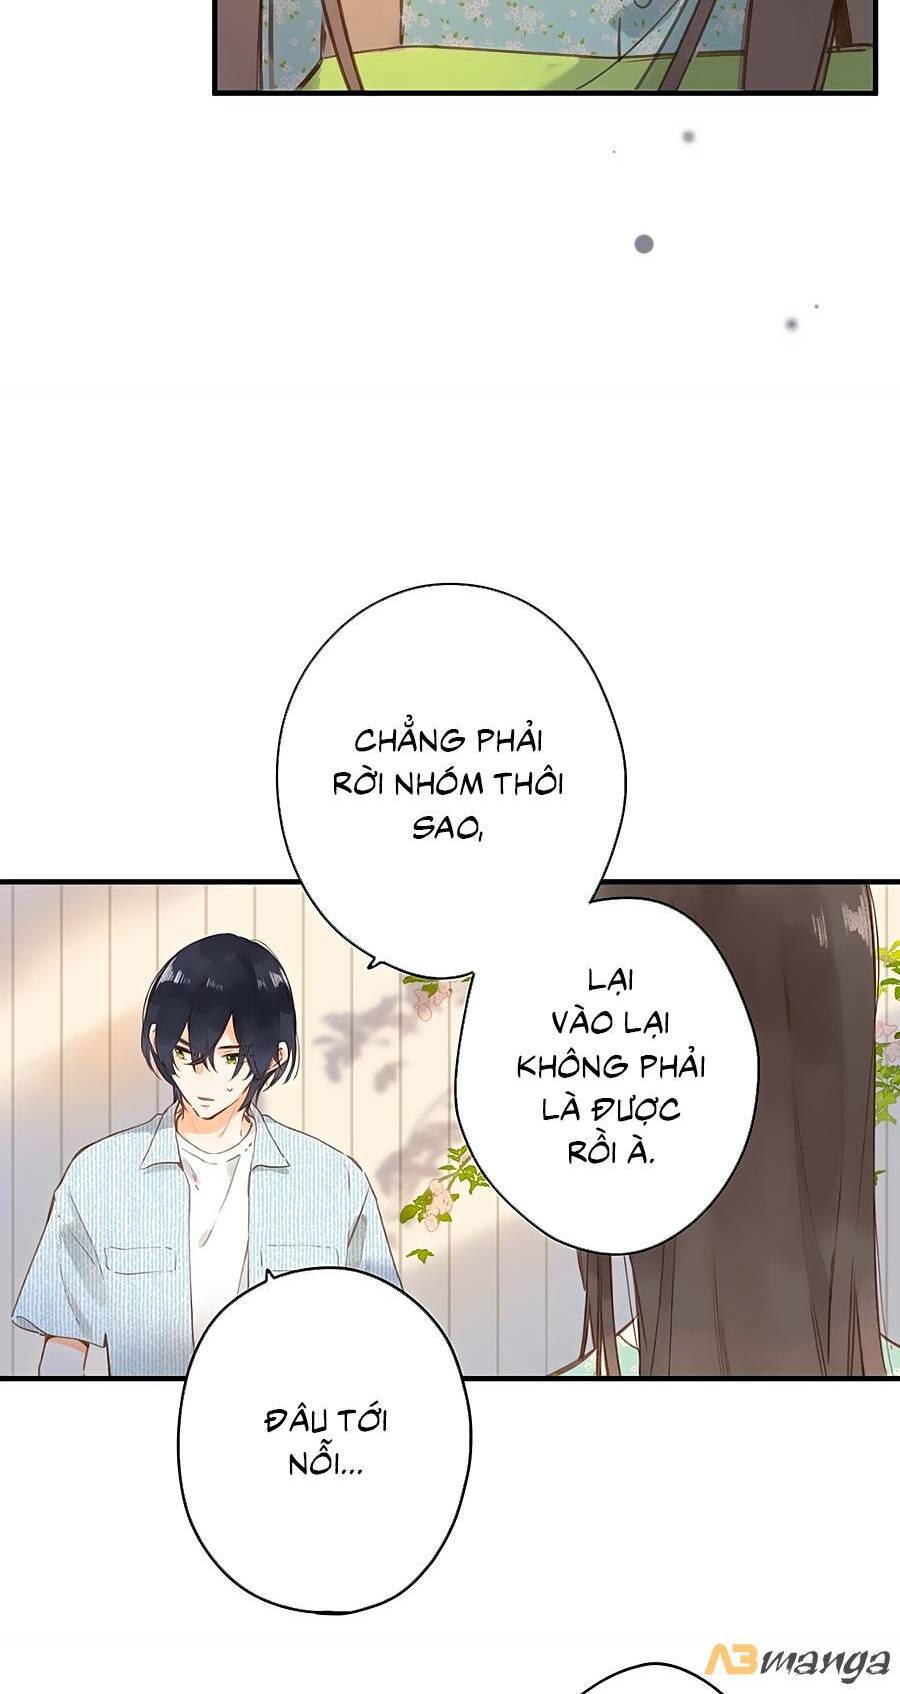 CHẲNG PHẢI
RỜI NHÓM THÔI
SAO,
LẠI
VÀO LẠI
KHÔNG PHẢI
LÀ ĐƯỢC
RỒI À.
ĐÂU TỚI
NỖI...
A3manga